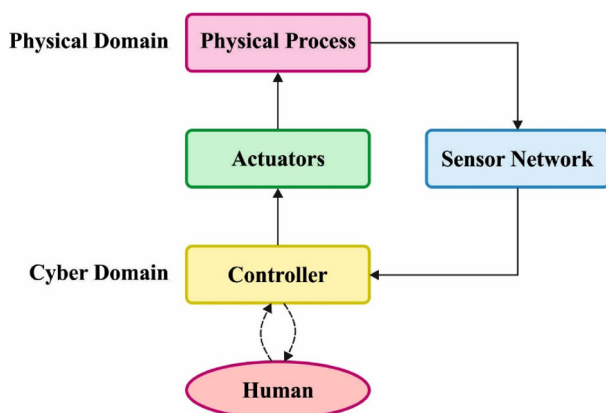 Physical Domain
Physical Process
Actuators
Sensor Network
Cyber Domain
Controller
Human